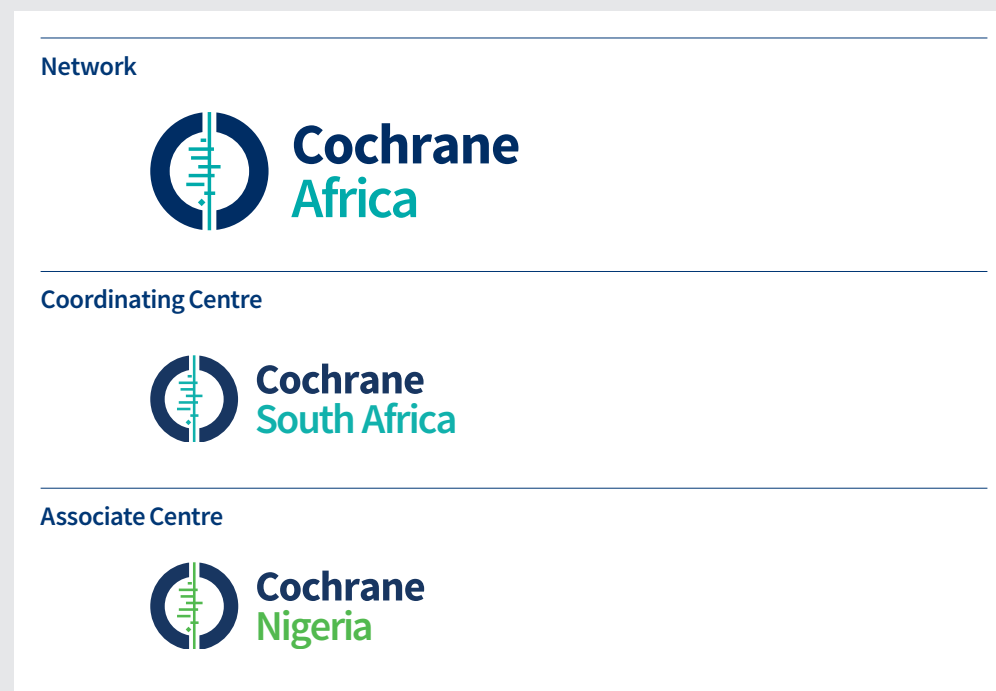 Network
Cochrane
Africa
Coordinating Centre
Cochrane
South Africa
Associate Centre
Cochrane
Nigeria